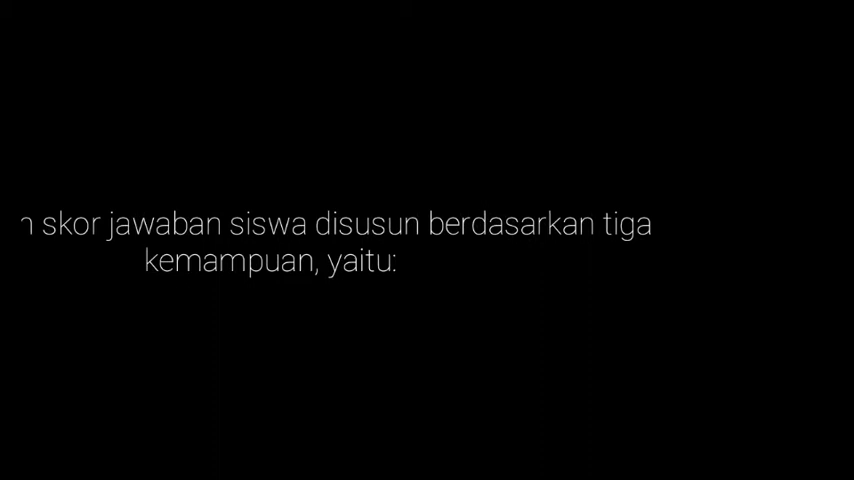 n skor jawaban siswa disusun berdasarkan tiga
kemampuan, yaitu: